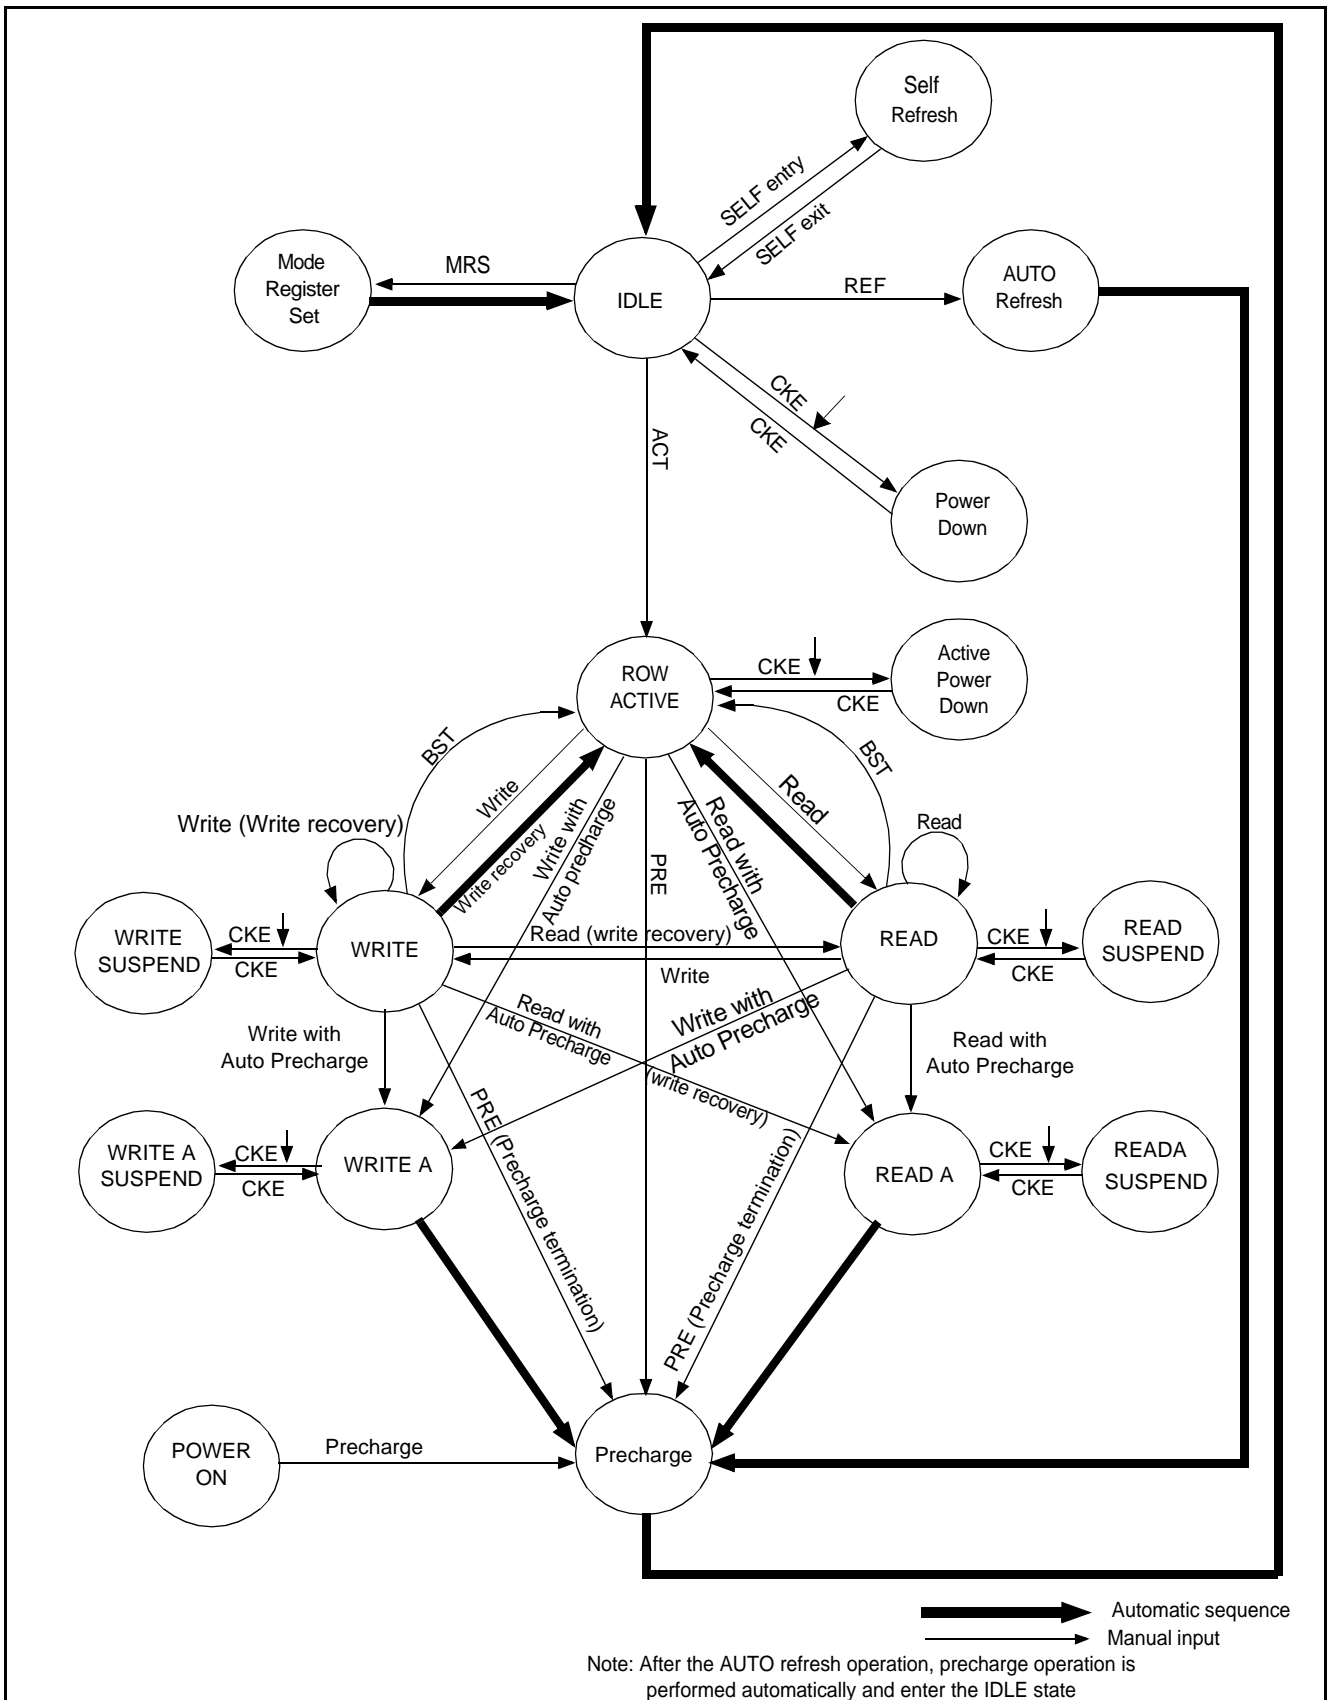 Self
Refresh
SELF entry
SELF exit
Mode
Register
Set
MRS
IDLE
REF
AUTO
Refresh
CKE
CKE
ACT
Power
Down
ROW
ACTIVE
CKE
CKE
Active
Power
Down
BST
BST
Write
Write recovery
Write with
Auto predharge
PRE
Read with
Auto Precharge
Read
Write (Write recovery)
Read
WRITE
SUSPEND
CKE
CKE
WRITE
Read (write recovery)
Write
READ
CKE
CKE
READ
SUSPEND
Write with
Auto Precharge
Read with
Auto Precharge
(write recovery)
Write with
Auto Precharge
Read with
Auto Precharge
WRITE A
SUSPEND
CKE
CKE
WRITE A
PRE (Precharge termination)
PRE (Precharge termination)
READ A
CKE
CKE
READA
SUSPEND
POWER
ON
Precharge
Precharge
Automatic sequence
Manual input
Note: After the AUTO refresh operation, precharge operation is
performed automatically and enter the IDLE state